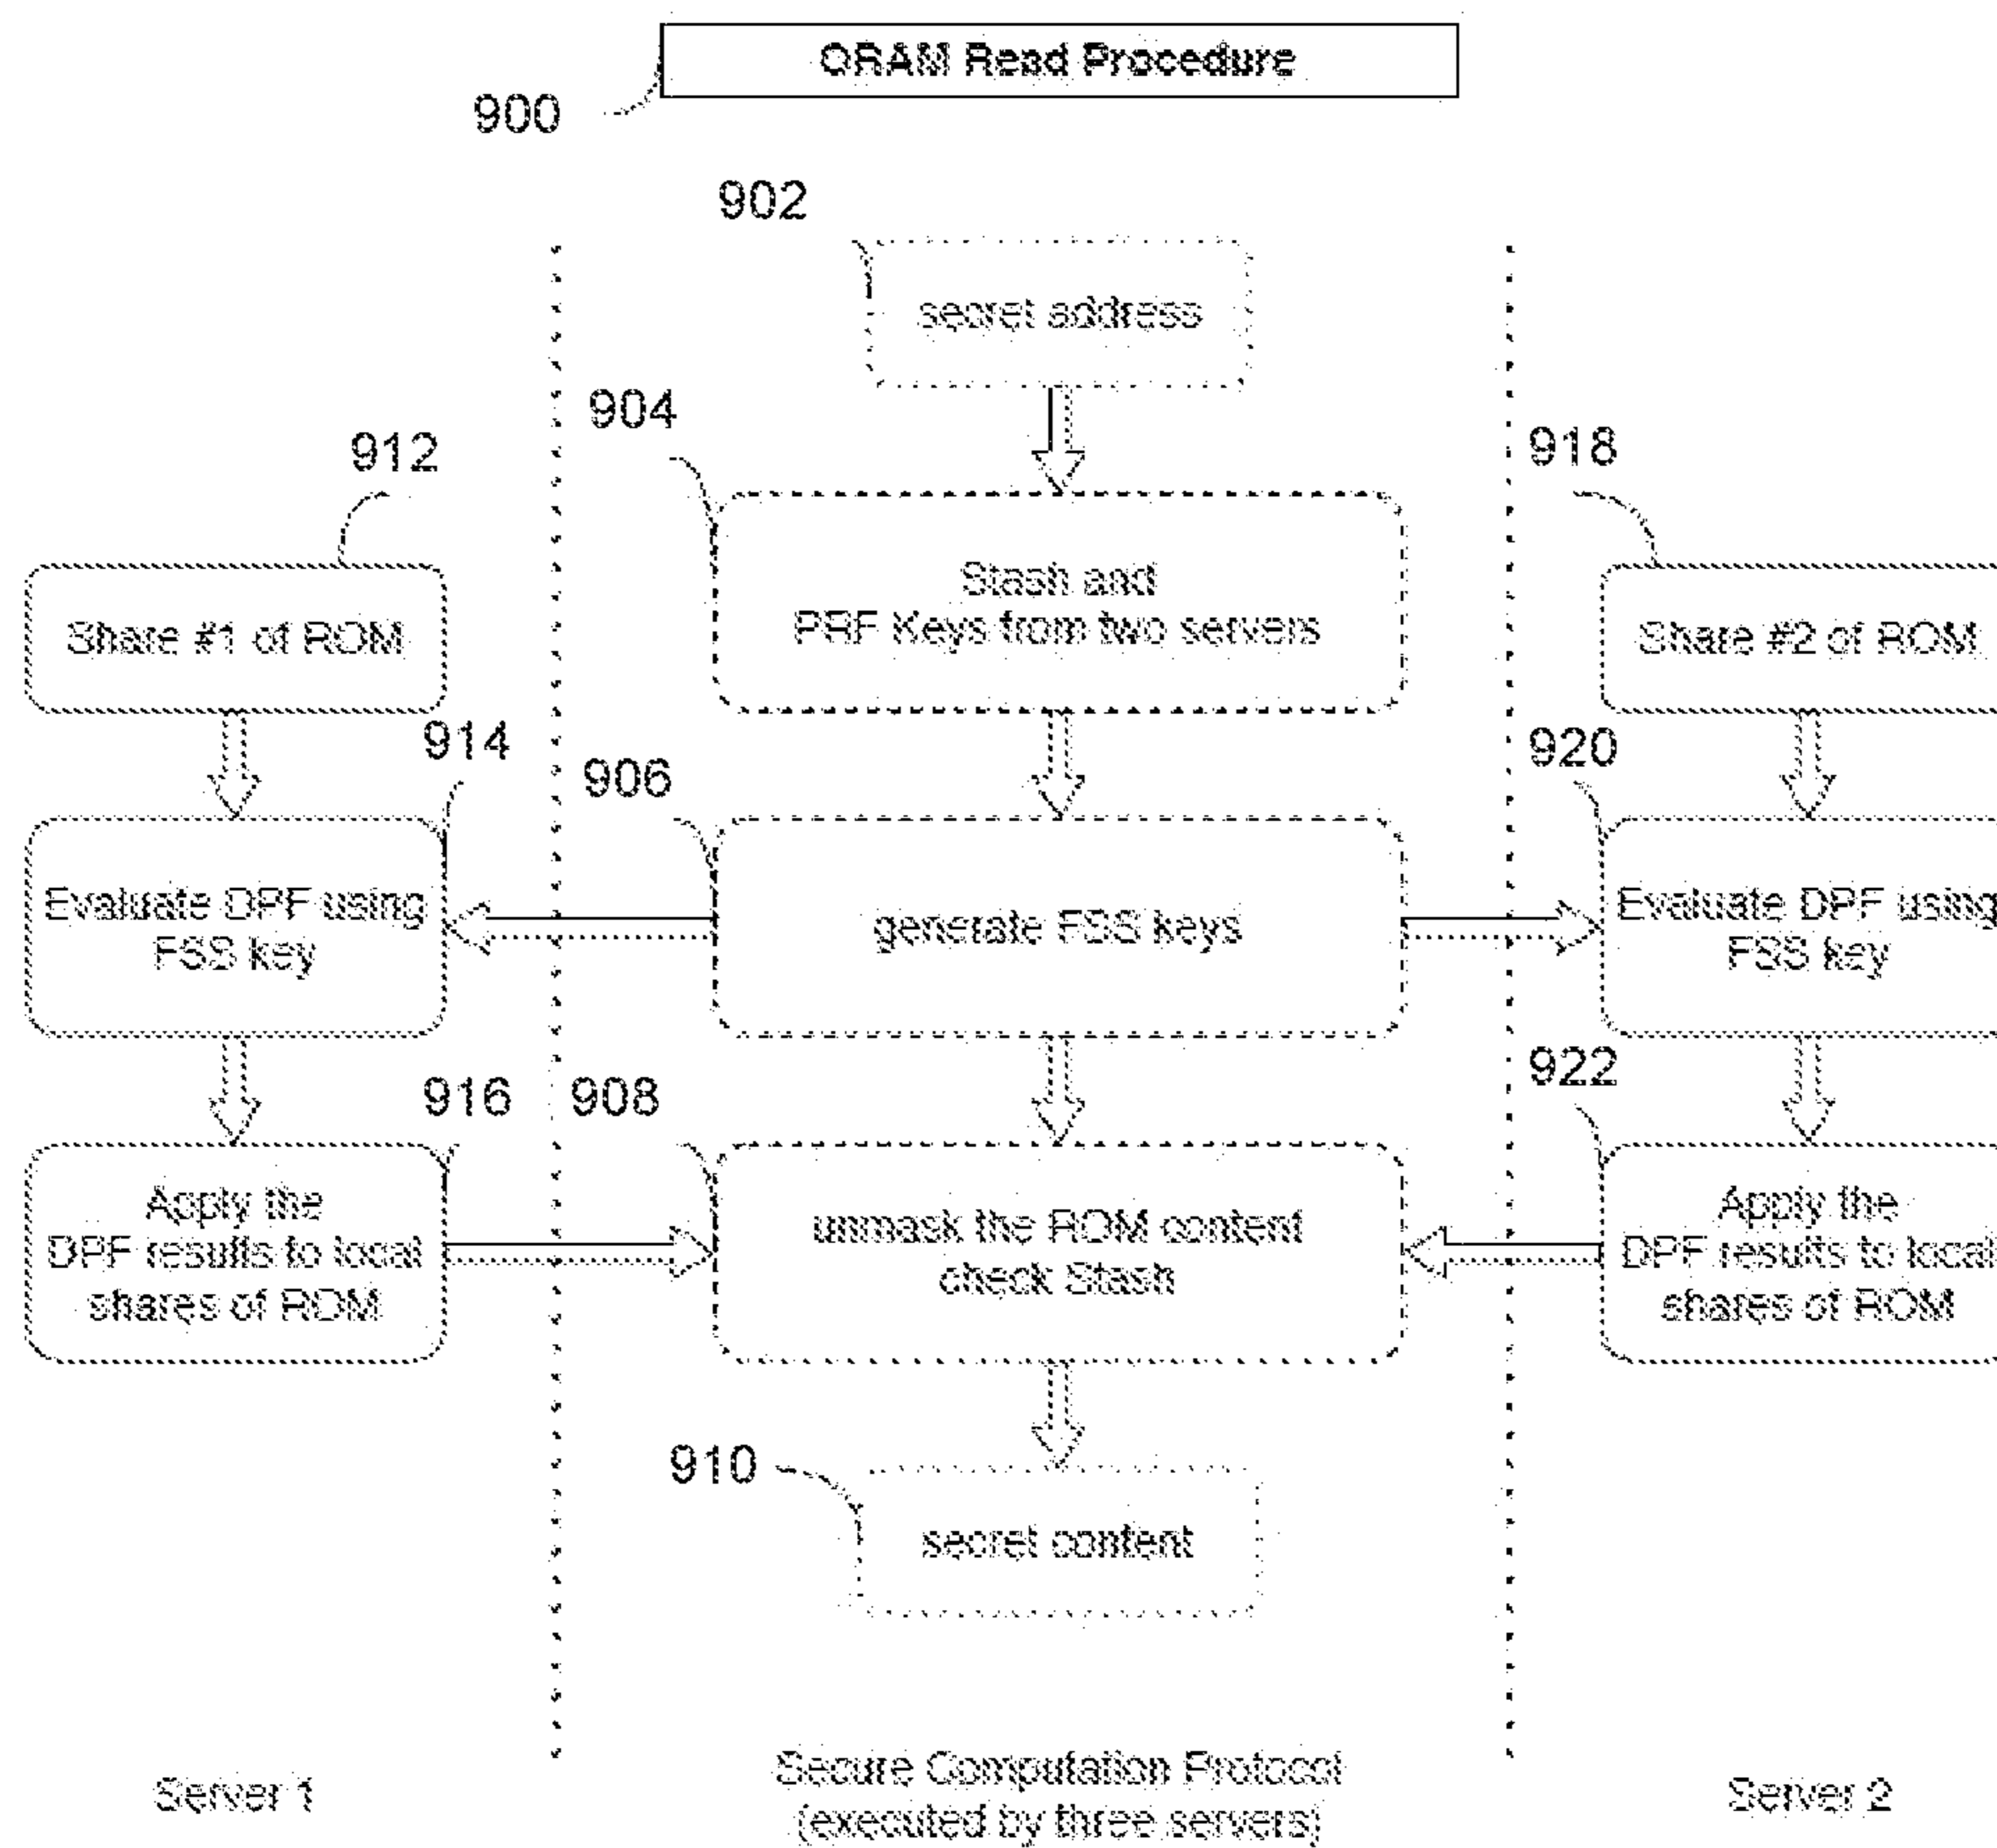 ORAM Read Procedure
900
902
secret address
904
912
918
Stash and
PRF Keys from two servers
Share #1 of ROM
Share #2 of ROM
914
906
920
Evaluate DPF using
FSS key
generate FSS keys
Evaluate DPF using
FSS key
916
908
922
Apply the
DPF results to local
shares of ROM
unmask the ROM content
check Stash
Apply the
DPF results to local
shares of ROM
910
secret content
Server 1
Secure Computation Protocol
(executed by three servers)
Server 2